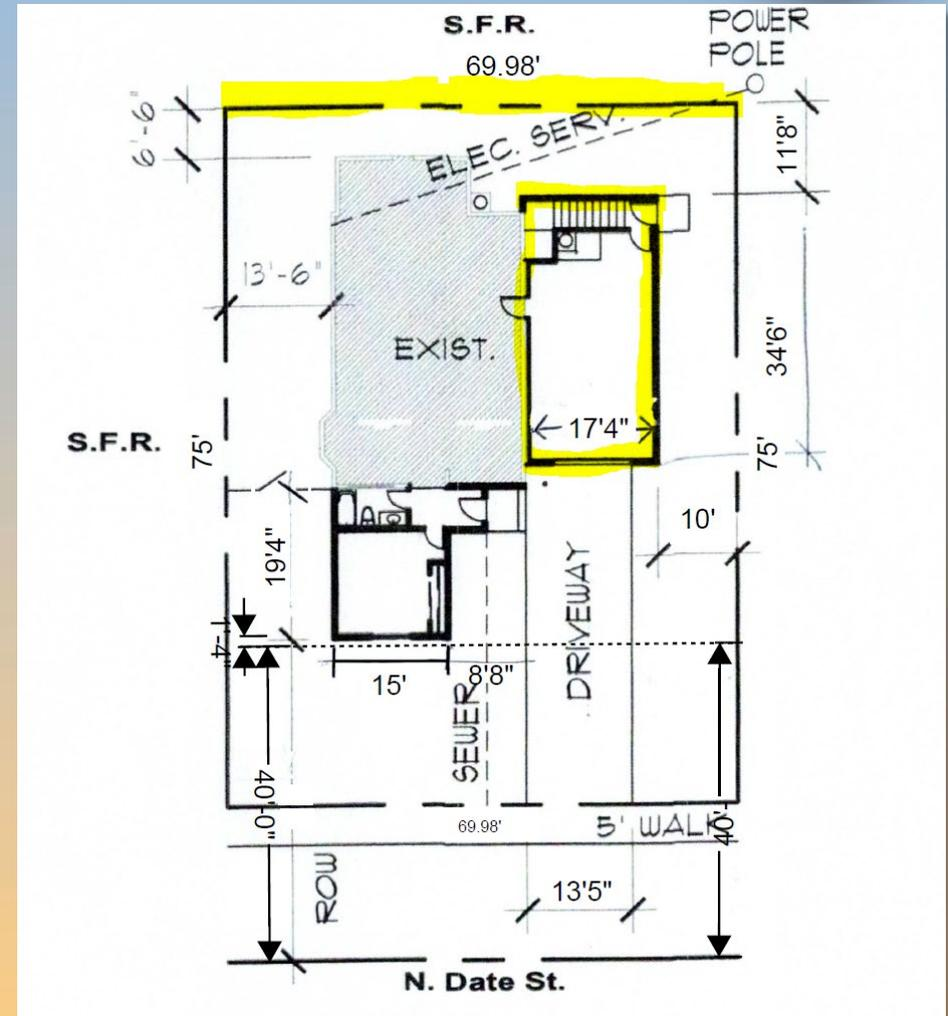 S.F.R.
POWER
POLE
69.98'
6'-6"
ELEC. SERV.
11'8"
13'-6"
EXIST.
34'6"
17'4"
S.F.R.
75'
75'
10'
19'4"
DRIVEWAY
1'-4"
15'
8'8"
SEWER
40'-0"
40'
69.98'
5' WALK
ROW
13'5"
N. Date St.